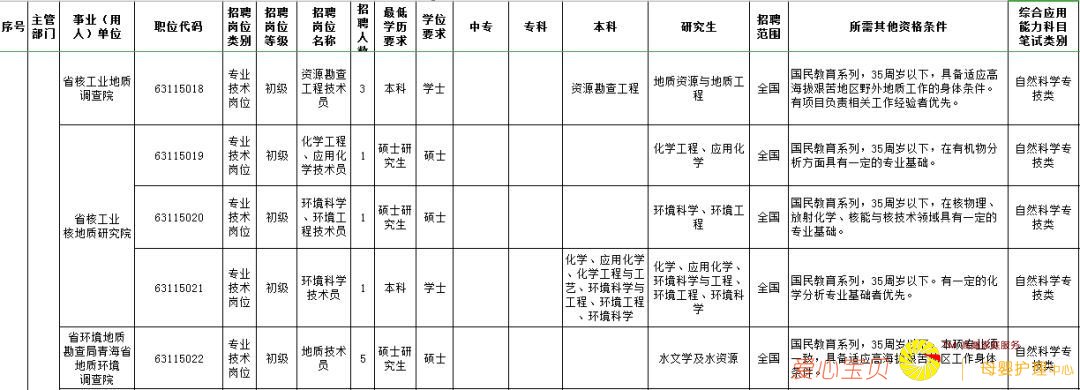 序号 主管部门 事业（用人）单位 职位代码 招聘岗位类别 招聘岗位等级 招聘岗位名称 招聘人数 最低学历要求 学位要求 中专 专科 本科 研究生 招聘范围 所需其他资格条件 综合应用能力科目笔试类别
省核工业地质调查院 63115018 专业技术岗位 初级 资源勘查工程技术员 3 本科 学士 资源勘查工程 地质资源与地质工程 全国 国民教育系列，35周岁以下，具备适应高海拔艰苦地区野外地质工作的身体条件。有项目负责相关工作经验者优先。 自然科学专技类
省核工业核地质研究院 63115019 专业技术岗位 初级 化学工程、应用化学技术员 1 硕士研究生 硕士 化学工程、应用化学 全国 国民教育系列，35周岁以下，在有机物分析方面具有一定的专业基础。 自然科学专技类
63115020 专业技术岗位 初级 环境科学、环境工程技术员 1 硕士研究生 硕士 环境科学、环境工程 全国 国民教育系列，35周岁以下，在核物理、放射化学、核能与核技术领域具有一定的专业基础。 自然科学专技类
63115021 专业技术岗位 初级 环境科学技术员 1 本科 学士 化学、应用化学、化学工程与工艺、环境科学与工程、环境工程、环境科学 化学、应用化学、环境科学与工程、环境工程、环境科学 全国 国民教育系列，35周岁以下。有一定的化学分析专业基础者优先。 自然科学专技类
省环境地质勘查局青海省地质环境调查院 63115022 专业技术岗位 初级 地质技术员 5 硕士研究生 硕士 水文学及水资源 全国 国民教育系列，35周岁以下，本硕专业须一致，具备适应高海拔艰苦地区工作身体条件。 自然科学专技类
爱心宝贝 母婴护理中心